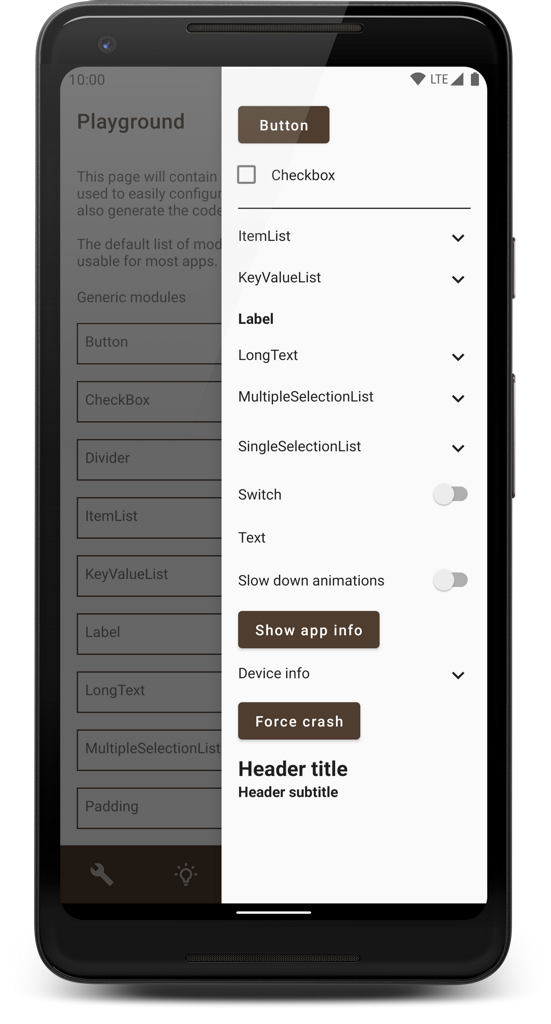 10:00
LTE
Playground
This page will contain
used to easily configur
also generate the code
The default list of mod
usable for most apps.
Generic modules
Button
CheckBox
Divider
ItemList
KeyValueList
Label
LongText
MultipleSelectionList
Padding
Button
Checkbox
ItemList
KeyValueList
Label
LongText
MultipleSelectionList
SingleSelectionList
Switch
Text
Slow down animations
Show app info
Device info
Force crash
Header title
Header subtitle